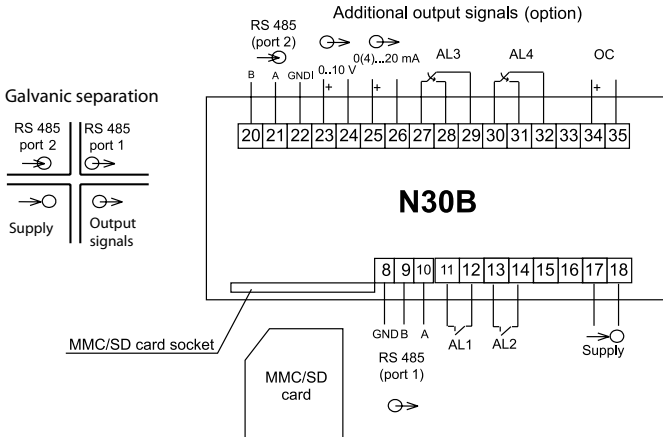 Additional output signals (option)
RS 485
(port 2)
0..10 V
0(4)...20 mA
AL3
AL4
OC
B A GND
+ + +
20 21 22 23 24 25 26 27 28 29 30 31 32 33 34 35
Galvanic separation
RS 485
port 2
RS 485
port 1
Supply
Output
signals
N30B
8 9 10 11 12 13 14 15 16 17 18
GND B A
AL1
AL2
Supply
RS 485
(port 1)
MMC/SD card socket
MMC/SD
card